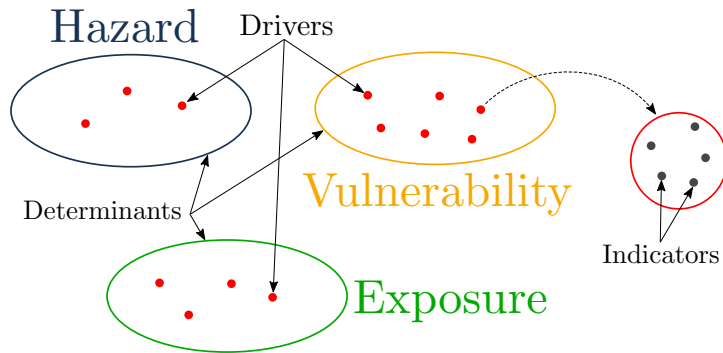 Hazard
Drivers
Vulnerability
Determinants
Indicators
Exposure